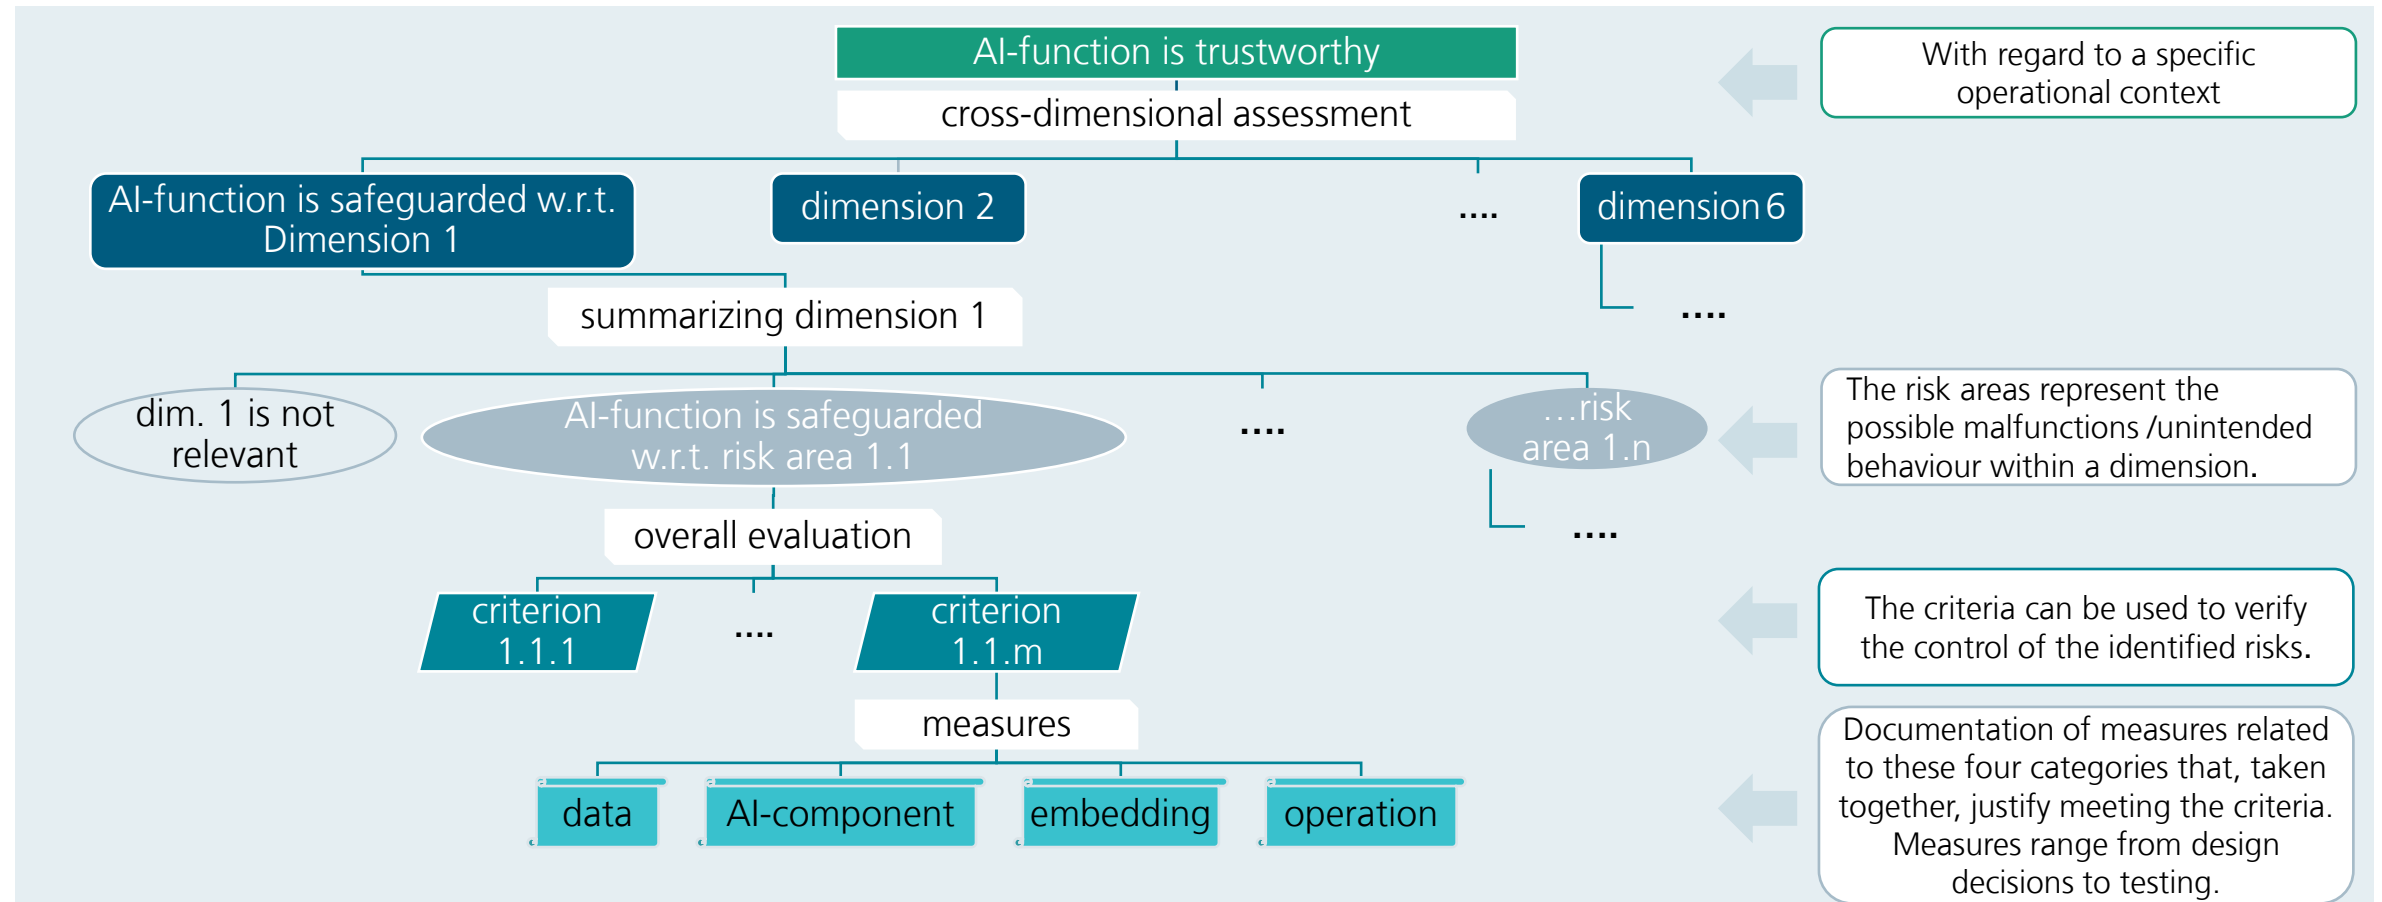 AI-function is trustworthy
With regard to a specific
operational context
cross-dimensional assessment
AI-function is safeguarded w.r.t.
Dimension 1
dimension 2
....
dimension 6
summarizing dimension 1
....
dim. 1 is not
relevant
AI-function is safeguarded
w.r.t. risk area 1.1
....
...risk
area 1.n
The risk areas represent the
possible malfunctions /unintended
behaviour within a dimension.
overall evaluation
....
criterion
1.1.1
....
criterion
1.1.m
The criteria can be used to verify
the control of the identified risks.
measures
data
AI-component
embedding
operation
Documentation of measures related
to these four categories that, taken
together, justify meeting the criteria.
Measures range from design
decisions to testing.